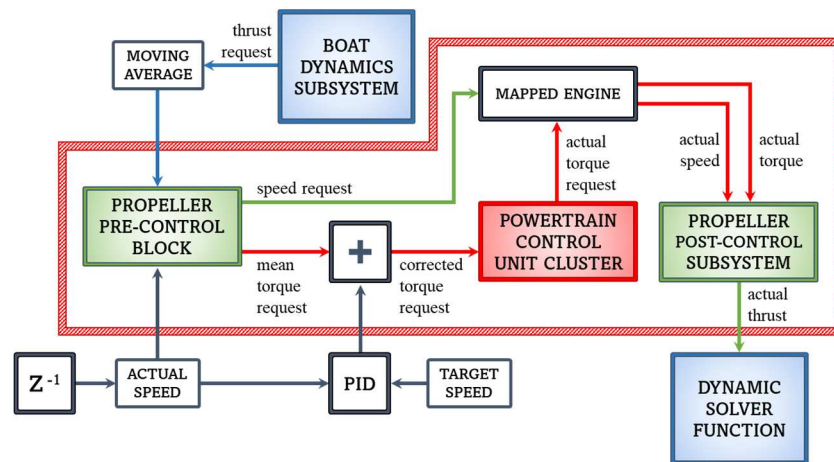 thrust
request
BOAT
DYNAMICS
SUBSYSTEM
MOVING
AVERAGE
MAPPED ENGINE
actual
torque
request
actual
speed
actual
torque
speed request
PROPELLER
PRE-CONTROL
BLOCK
mean
torque
request
+
corrected
torque
request
POWERTRAIN
CONTROL
UNIT CLUSTER
PROPELLER
POST-CONTROL
SUBSYSTEM
actual
thrust
Z⁻¹
ACTUAL
SPEED
PID
TARGET
SPEED
DYNAMIC
SOLVER
FUNCTION